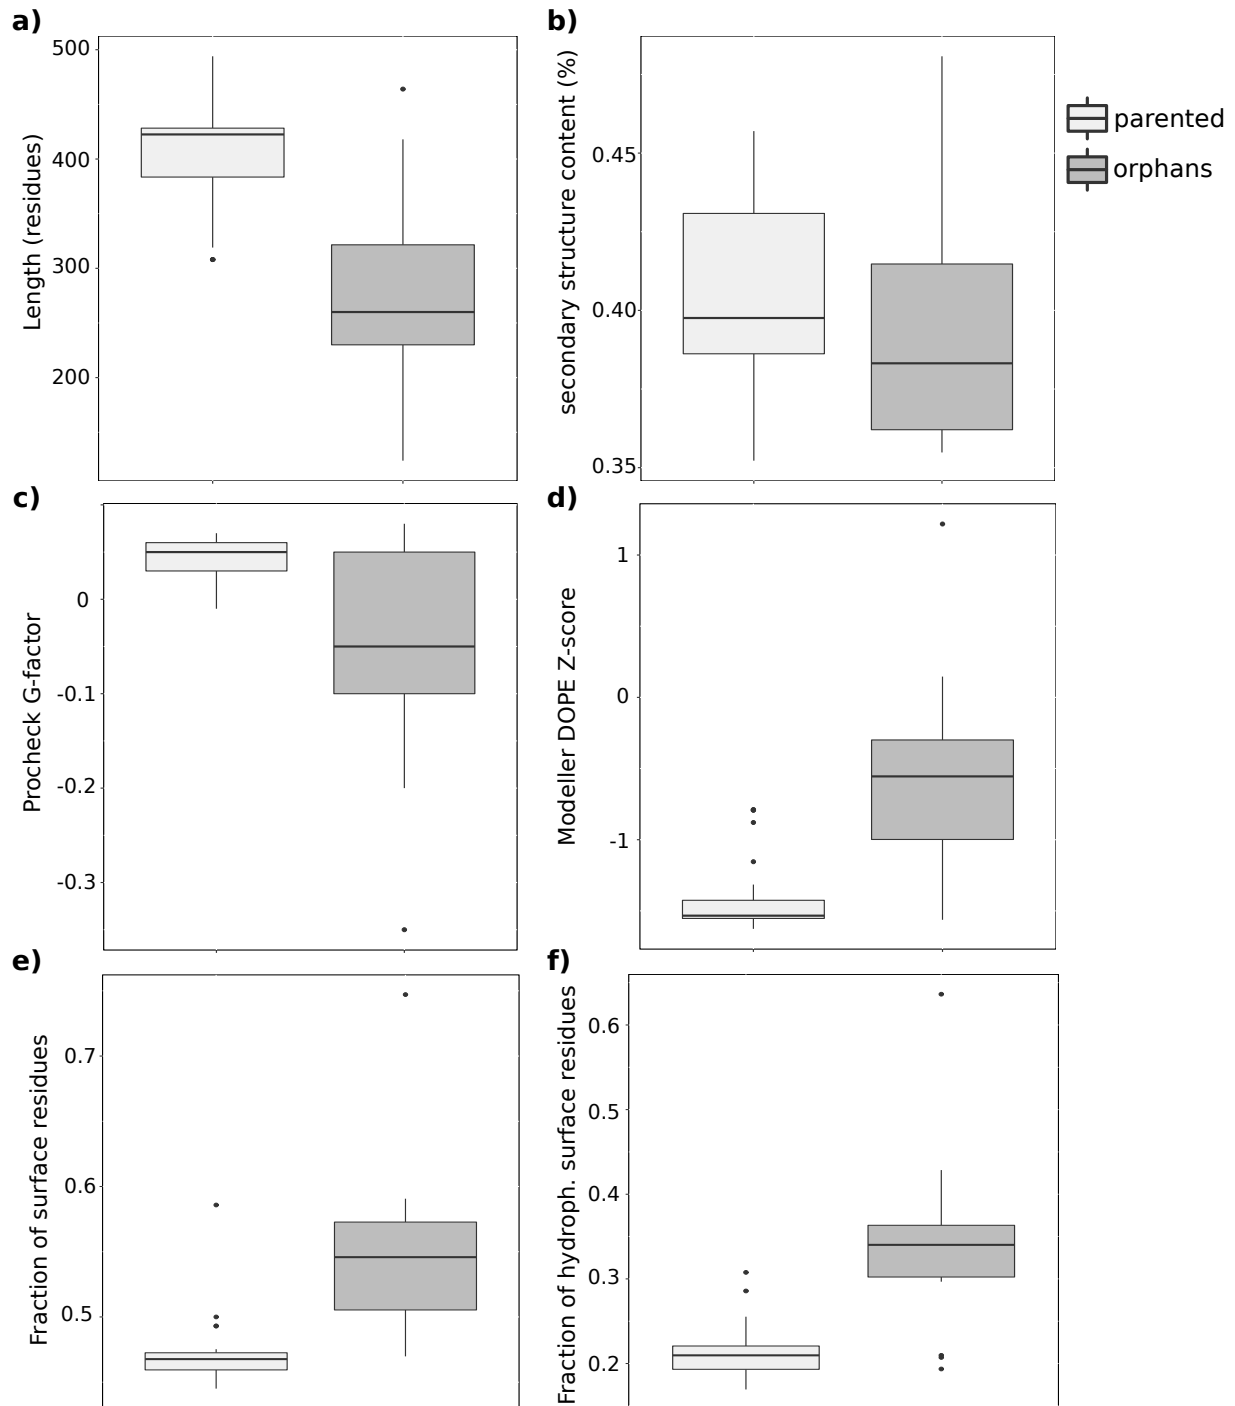 a)
Length (residues)
500
400
300
200
b)
secondary structure content (%)
0.45
0.40
0.35
parented
orphans
c)
Procheck G-factor
0
-0.1
-0.2
-0.3
d)
Modeller DOPE Z-score
1
0
-1
e)
Fraction of surface residues
0.7
0.6
0.5
f)
Fraction of hydroph. surface residues
0.6
0.5
0.4
0.3
0.2